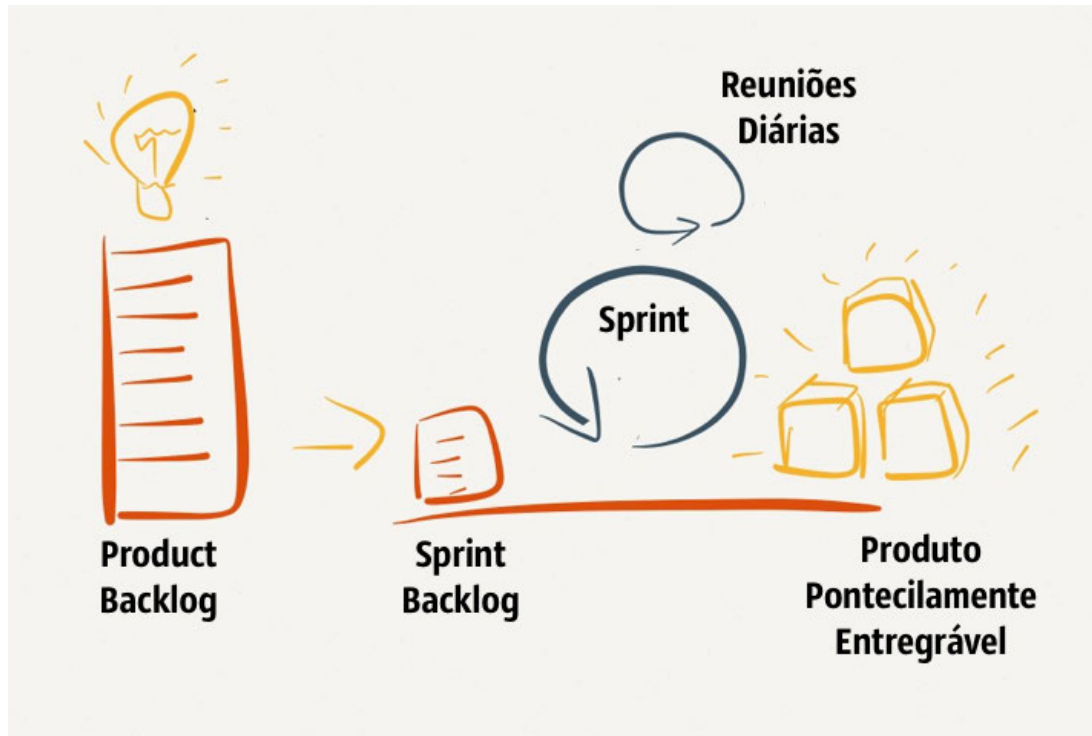 Reuniões
Diárias
Sprint
Product
Backlog
Sprint
Backlog
Produto
Pontecilamente
Entregrável